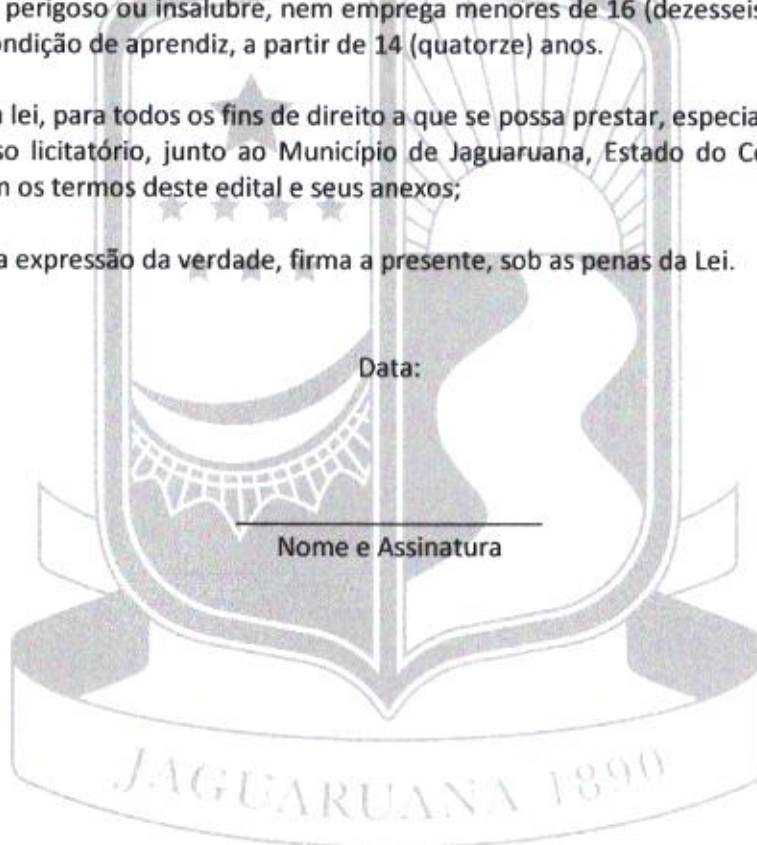 perigoso ou insalubre, nem emprega menores de 16 (dezesseis
ondição de aprendiz, a partir de 14 (quatorze) anos.
lei, para todos os fins de direito a que se possa prestar, especia
so licitatório, junto ao Município de Jaguaruana, Estado do Ce
os termos deste edital e seus anexos;
a expressão da verdade, firma a presente, sob as penas da Lei.
Data:
Nome e Assinatura
JAGUARUANA 1890